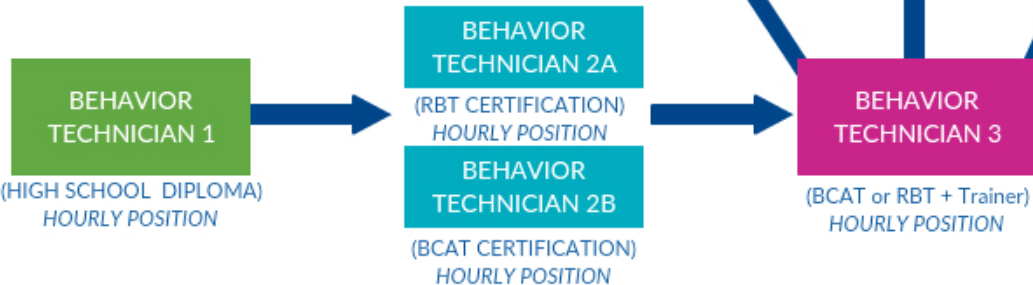 BEHAVIOR
TECHNICIAN 1
(HIGH SCHOOL DIPLOMA)
HOURLY POSITION
BEHAVIOR
TECHNICIAN 2A
(RBT CERTIFICATION)
HOURLY POSITION
BEHAVIOR
TECHNICIAN 2B
(BCAT CERTIFICATION)
HOURLY POSITION
BEHAVIOR
TECHNICIAN 3
(BCAT or RBT + Trainer)
HOURLY POSITION